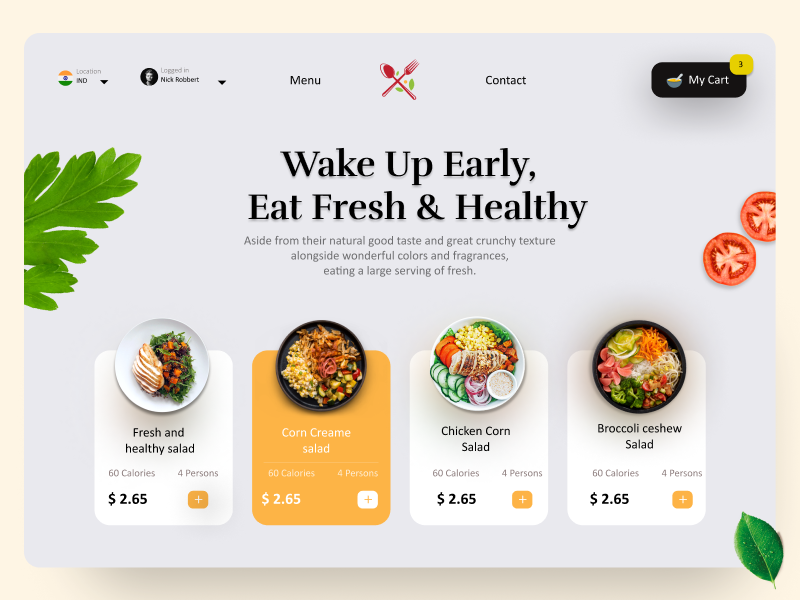 Location
IND
Logged in
Nick Robbert
Menu
Contact
My Cart
3
Wake Up Early,
Eat Fresh & Healthy
Aside from their natural good taste and great crunchy texture
alongside wonderful colors and fragrances,
eating a large serving of fresh.
Fresh and
healthy salad
60 Calories
4 Persons
$ 2.65
+
Corn Creame
salad
60 Calories
4 Persons
$ 2.65
+
Chicken Corn
Salad
60 Calories
4 Persons
$ 2.65
+
Broccoli ceshew
Salad
60 Calories
4 Persons
$ 2.65
+